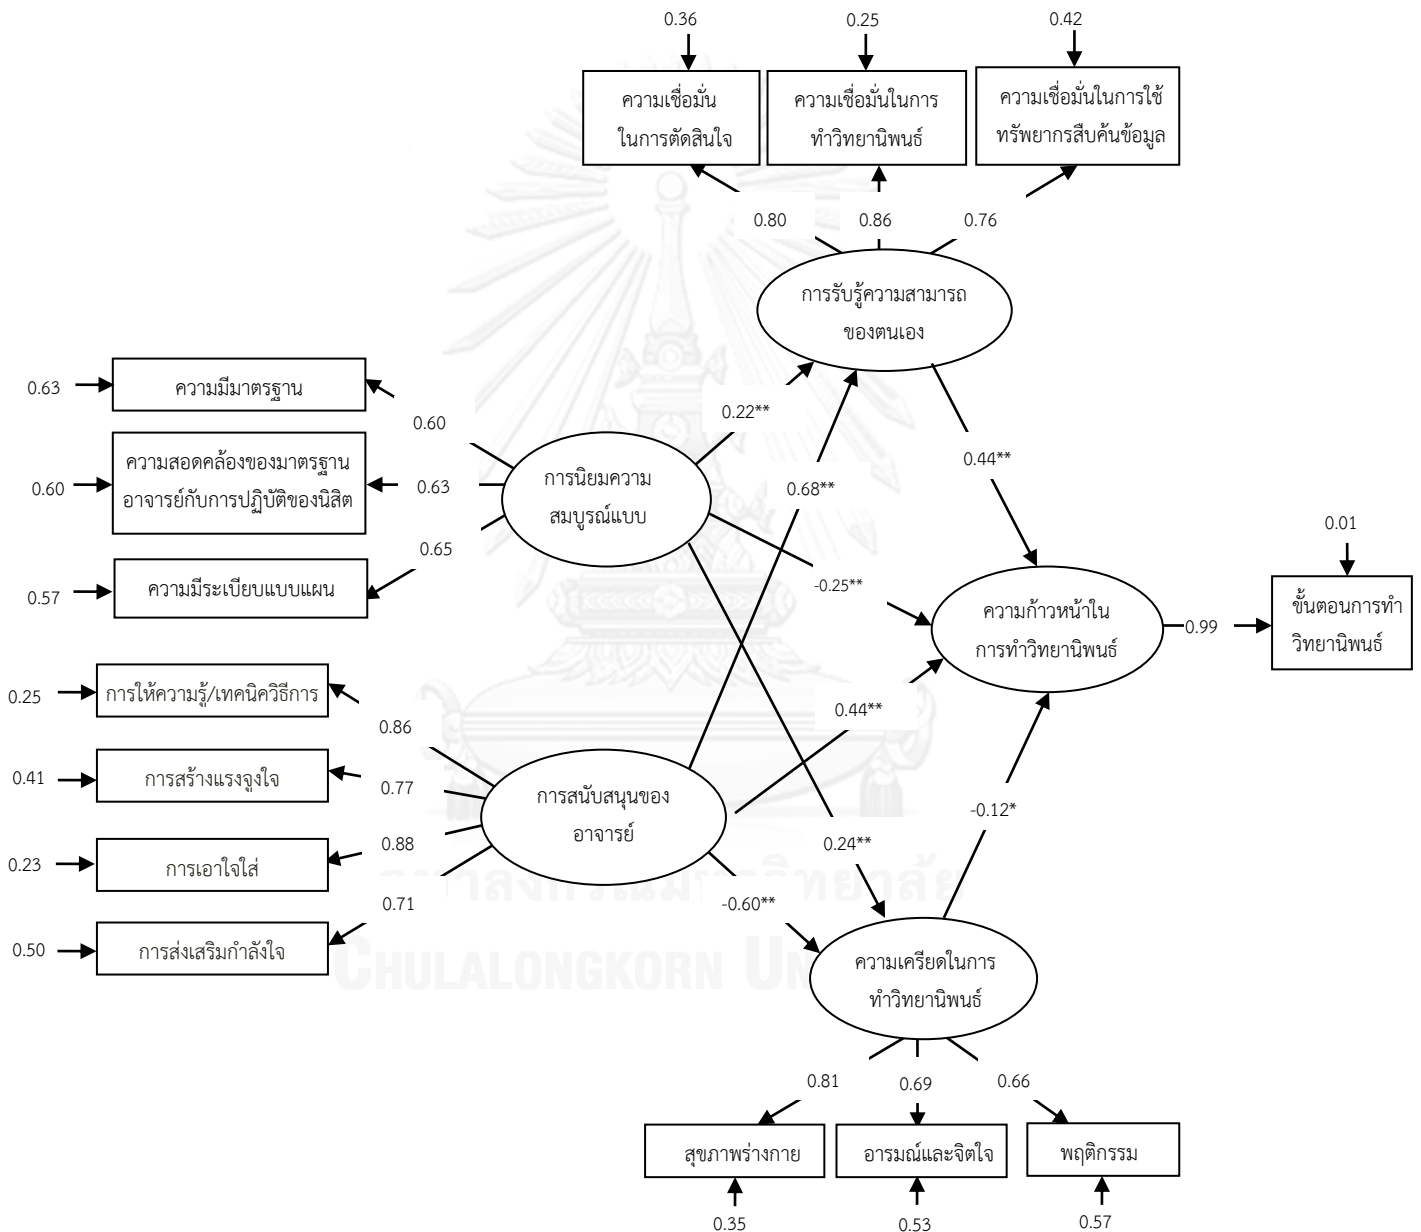 0.36
0.25
0.42
ความเชื่อมั่น
ในการตัดสินใจ
ความเชื่อมั่นในการ
ทำวิทยานิพนธ์
ความเชื่อมั่นในการใช้
ทรัพยากรสืบค้นข้อมูล
0.80
0.86
0.76
การรับรู้ความสามารถ
ของตนเอง
0.63
ความมีมาตรฐาน
0.60
0.22**
0.44**
0.60
ความสอดคล้องของมาตรฐาน
อาจารย์กับการปฏิบัติของนิสิต
0.63
การนิยมความ
สมบูรณ์แบบ
0.68**
0.57
ความมีระเบียบแบบแผน
0.65
-0.25**
ความก้าวหน้าใน
การทำวิทยานิพนธ์
0.99
0.01
ขั้นตอนการทำ
วิทยานิพนธ์
0.25
การให้ความรู้/เทคนิควิธีการ
0.86
0.44**
0.41
การสร้างแรงจูงใจ
0.77
การสนับสนุนของ
อาจารย์
-0.12*
0.23
การเอาใจใส่
0.88
0.24**
0.50
การส่งเสริมกำลังใจ
0.71
-0.60**
จุฬาลงกรณ์มหาวิทยาลัย
CHULALONGKORN UN
ความเครียดในการ
ทำวิทยานิพนธ์
0.81
0.69
0.66
สุขภาพร่างกาย
อารมณ์และจิตใจ
พฤติกรรม
0.35
0.53
0.57